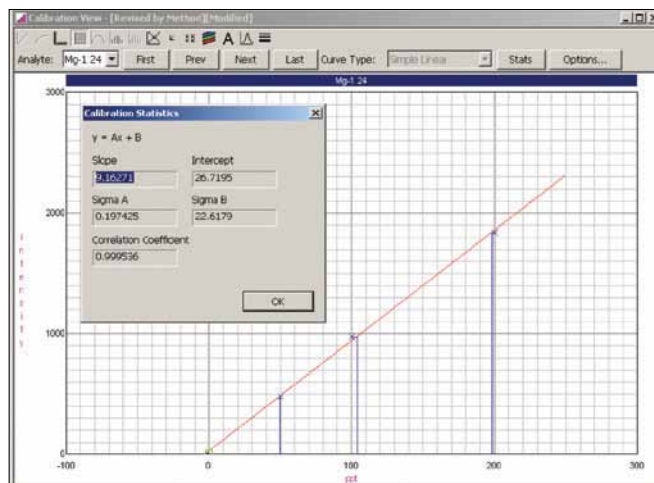 Calibration View - [Revised by Method][Modified]
Analyte: Mg-1 24 First Prev Next Last Curve Type: Simple Linear Stats Options...
Mg-1 24
3000
Calibration Statistics
y = Ax + B
Slope Intercept
9.16271 26.7195
Sigma A Sigma B
0.197425 22.6179
Correlation Coefficient
0.999536
OK
2000
Intensity
1000
0
-100 0 100 200 300
ppt